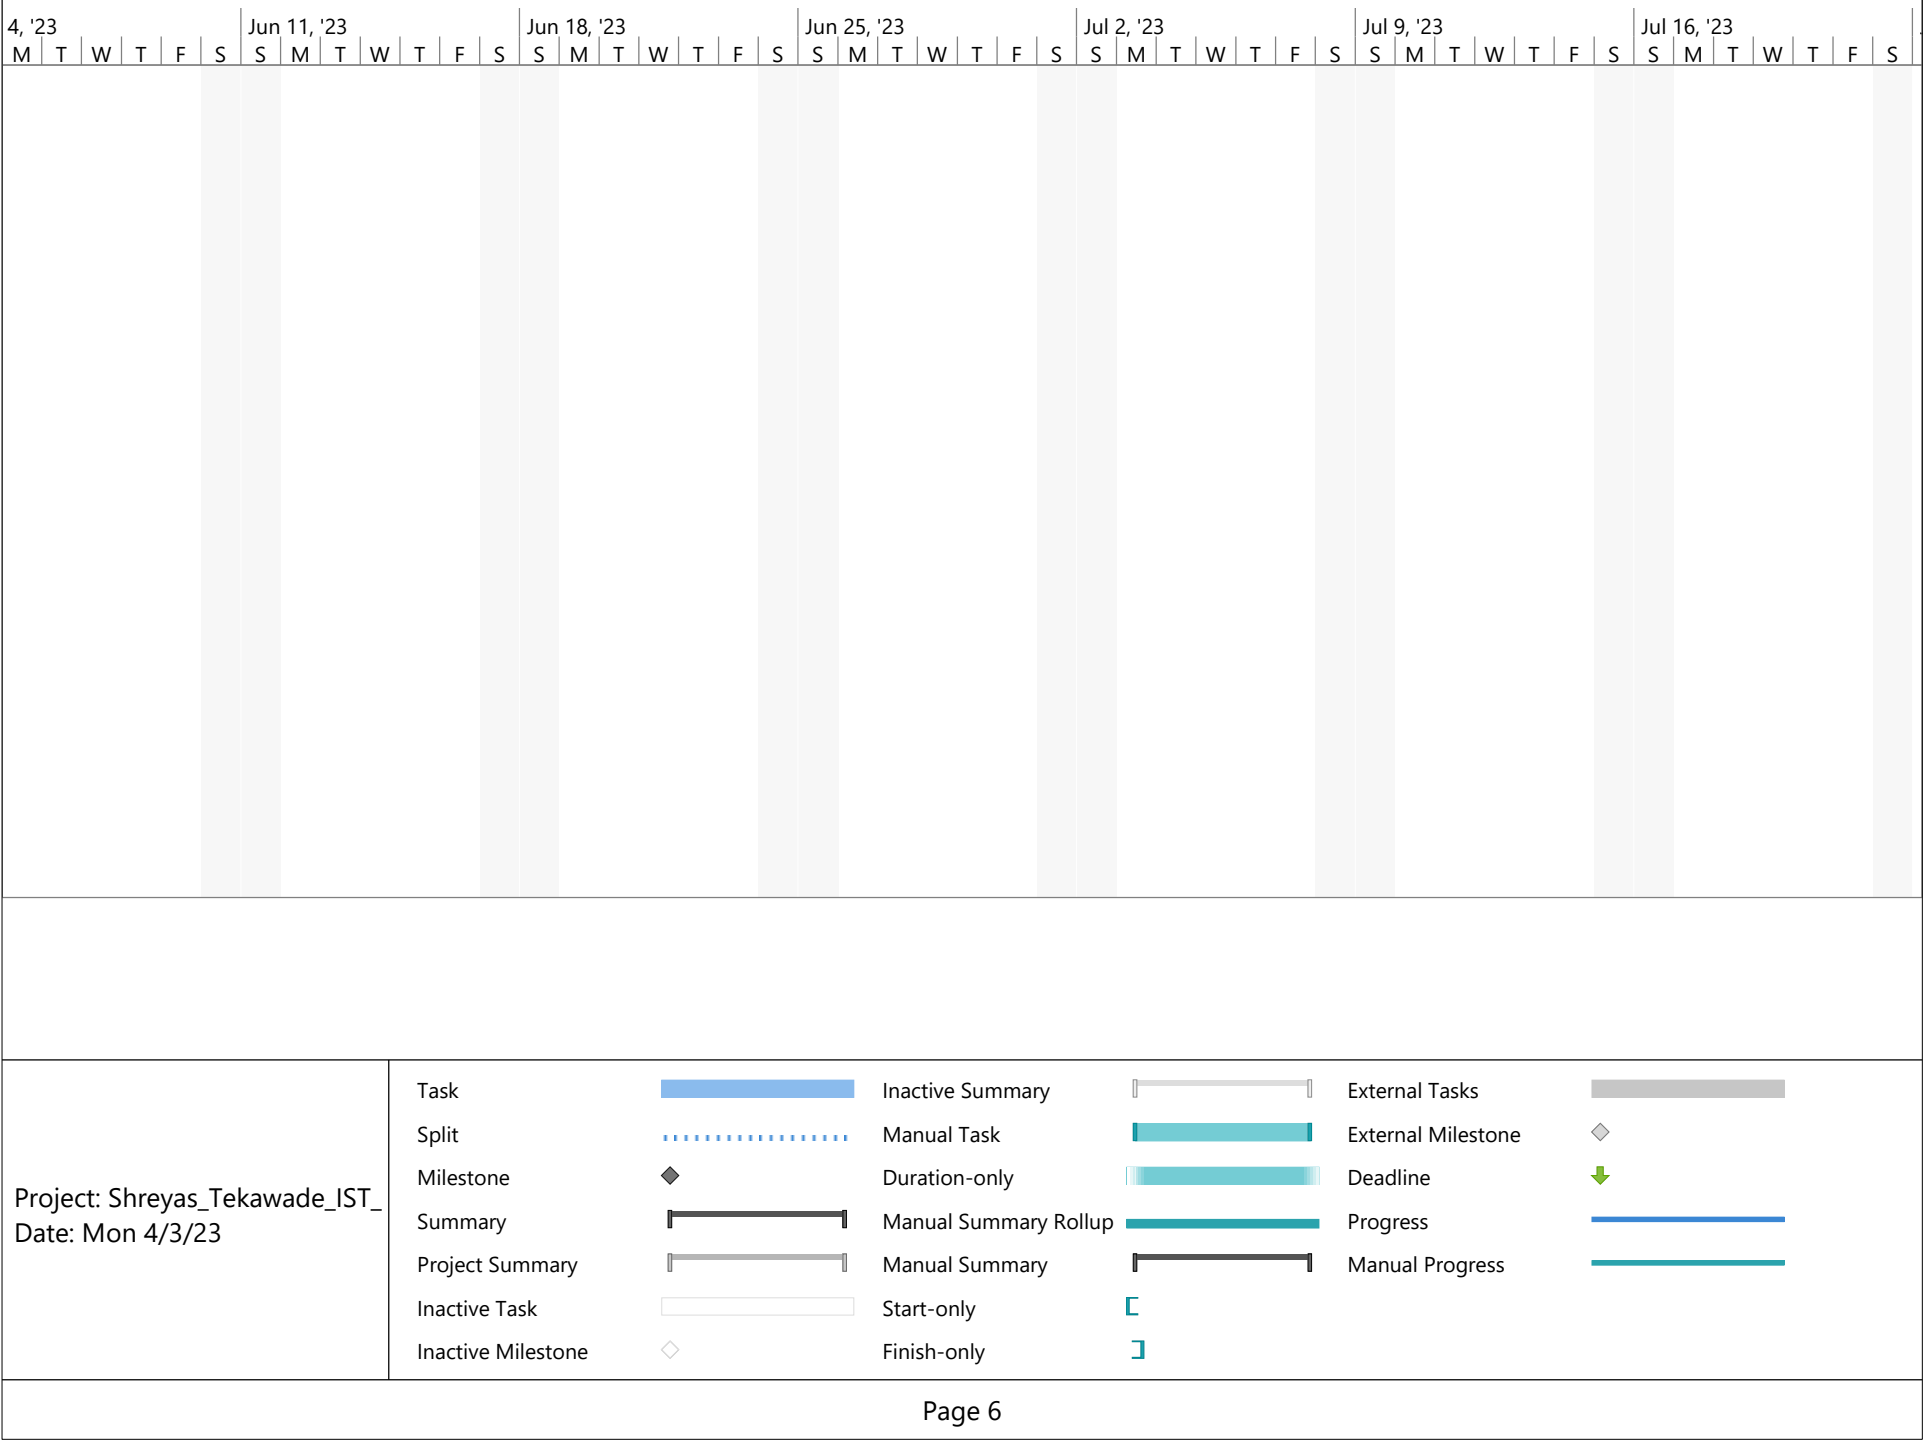 4, '23 Jun 11, '23 Jun 18, '23 Jun 25, '23 Jul 2, '23 Jul 9, '23 Jul 16, '23
M T W T F S S M T W T F S S M T W T F S S M T W T F S S M T W T F S S M T W T F S S M T W T F S
Task Inactive Summary External Tasks
Split Manual Task External Milestone
Milestone Duration-only Deadline
Project: Shreyas_Tekawade_IST_
Date: Mon 4/3/23
Summary Manual Summary Rollup Progress
Project Summary Manual Summary Manual Progress
Inactive Task Start-only
Inactive Milestone Finish-only
Page 6